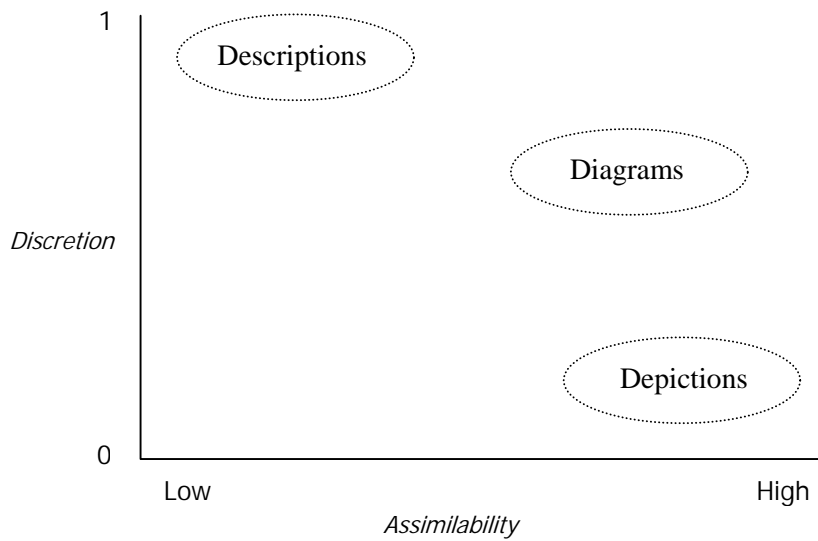 1
Descriptions
Diagrams
Discretion
Depictions
0
Low
High
Assimilability